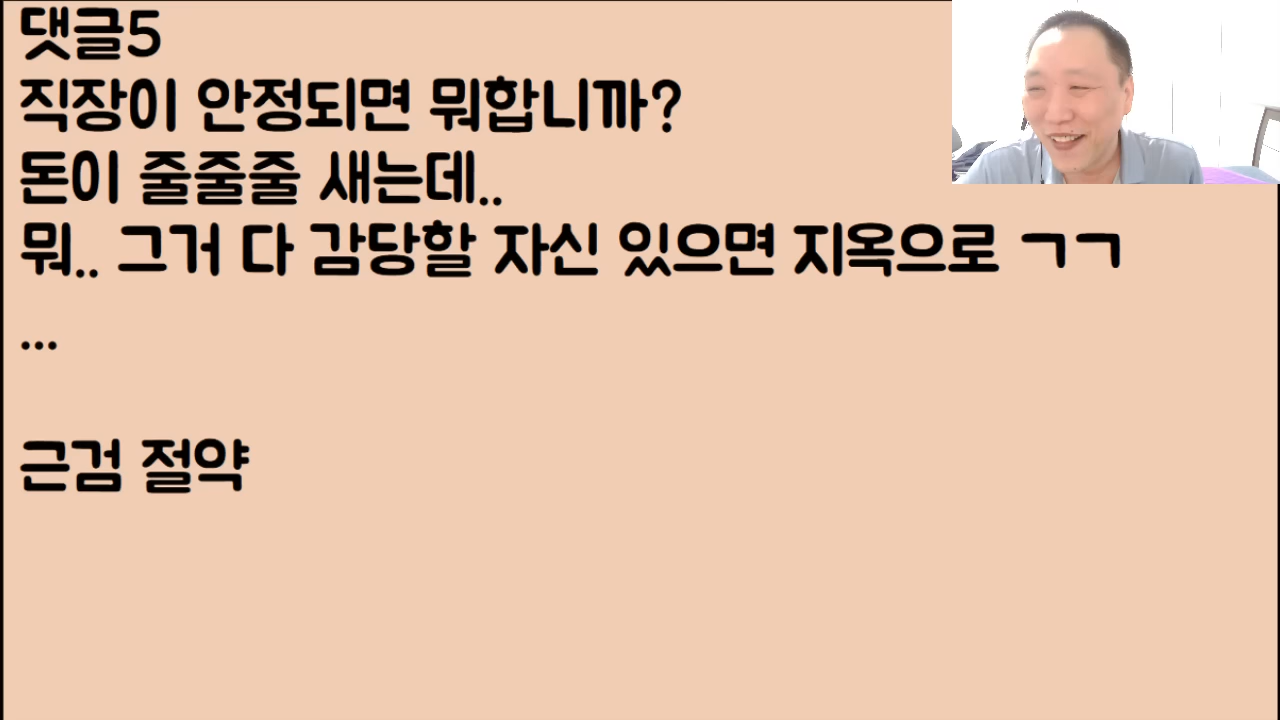 댓글5
직장이 안정되면 뭐합니까?
돈이 줄줄줄 새는데..
뭐.. 그거 다 감당할 자신 있으면 지옥으로 ㄱㄱ
...
근검 절약